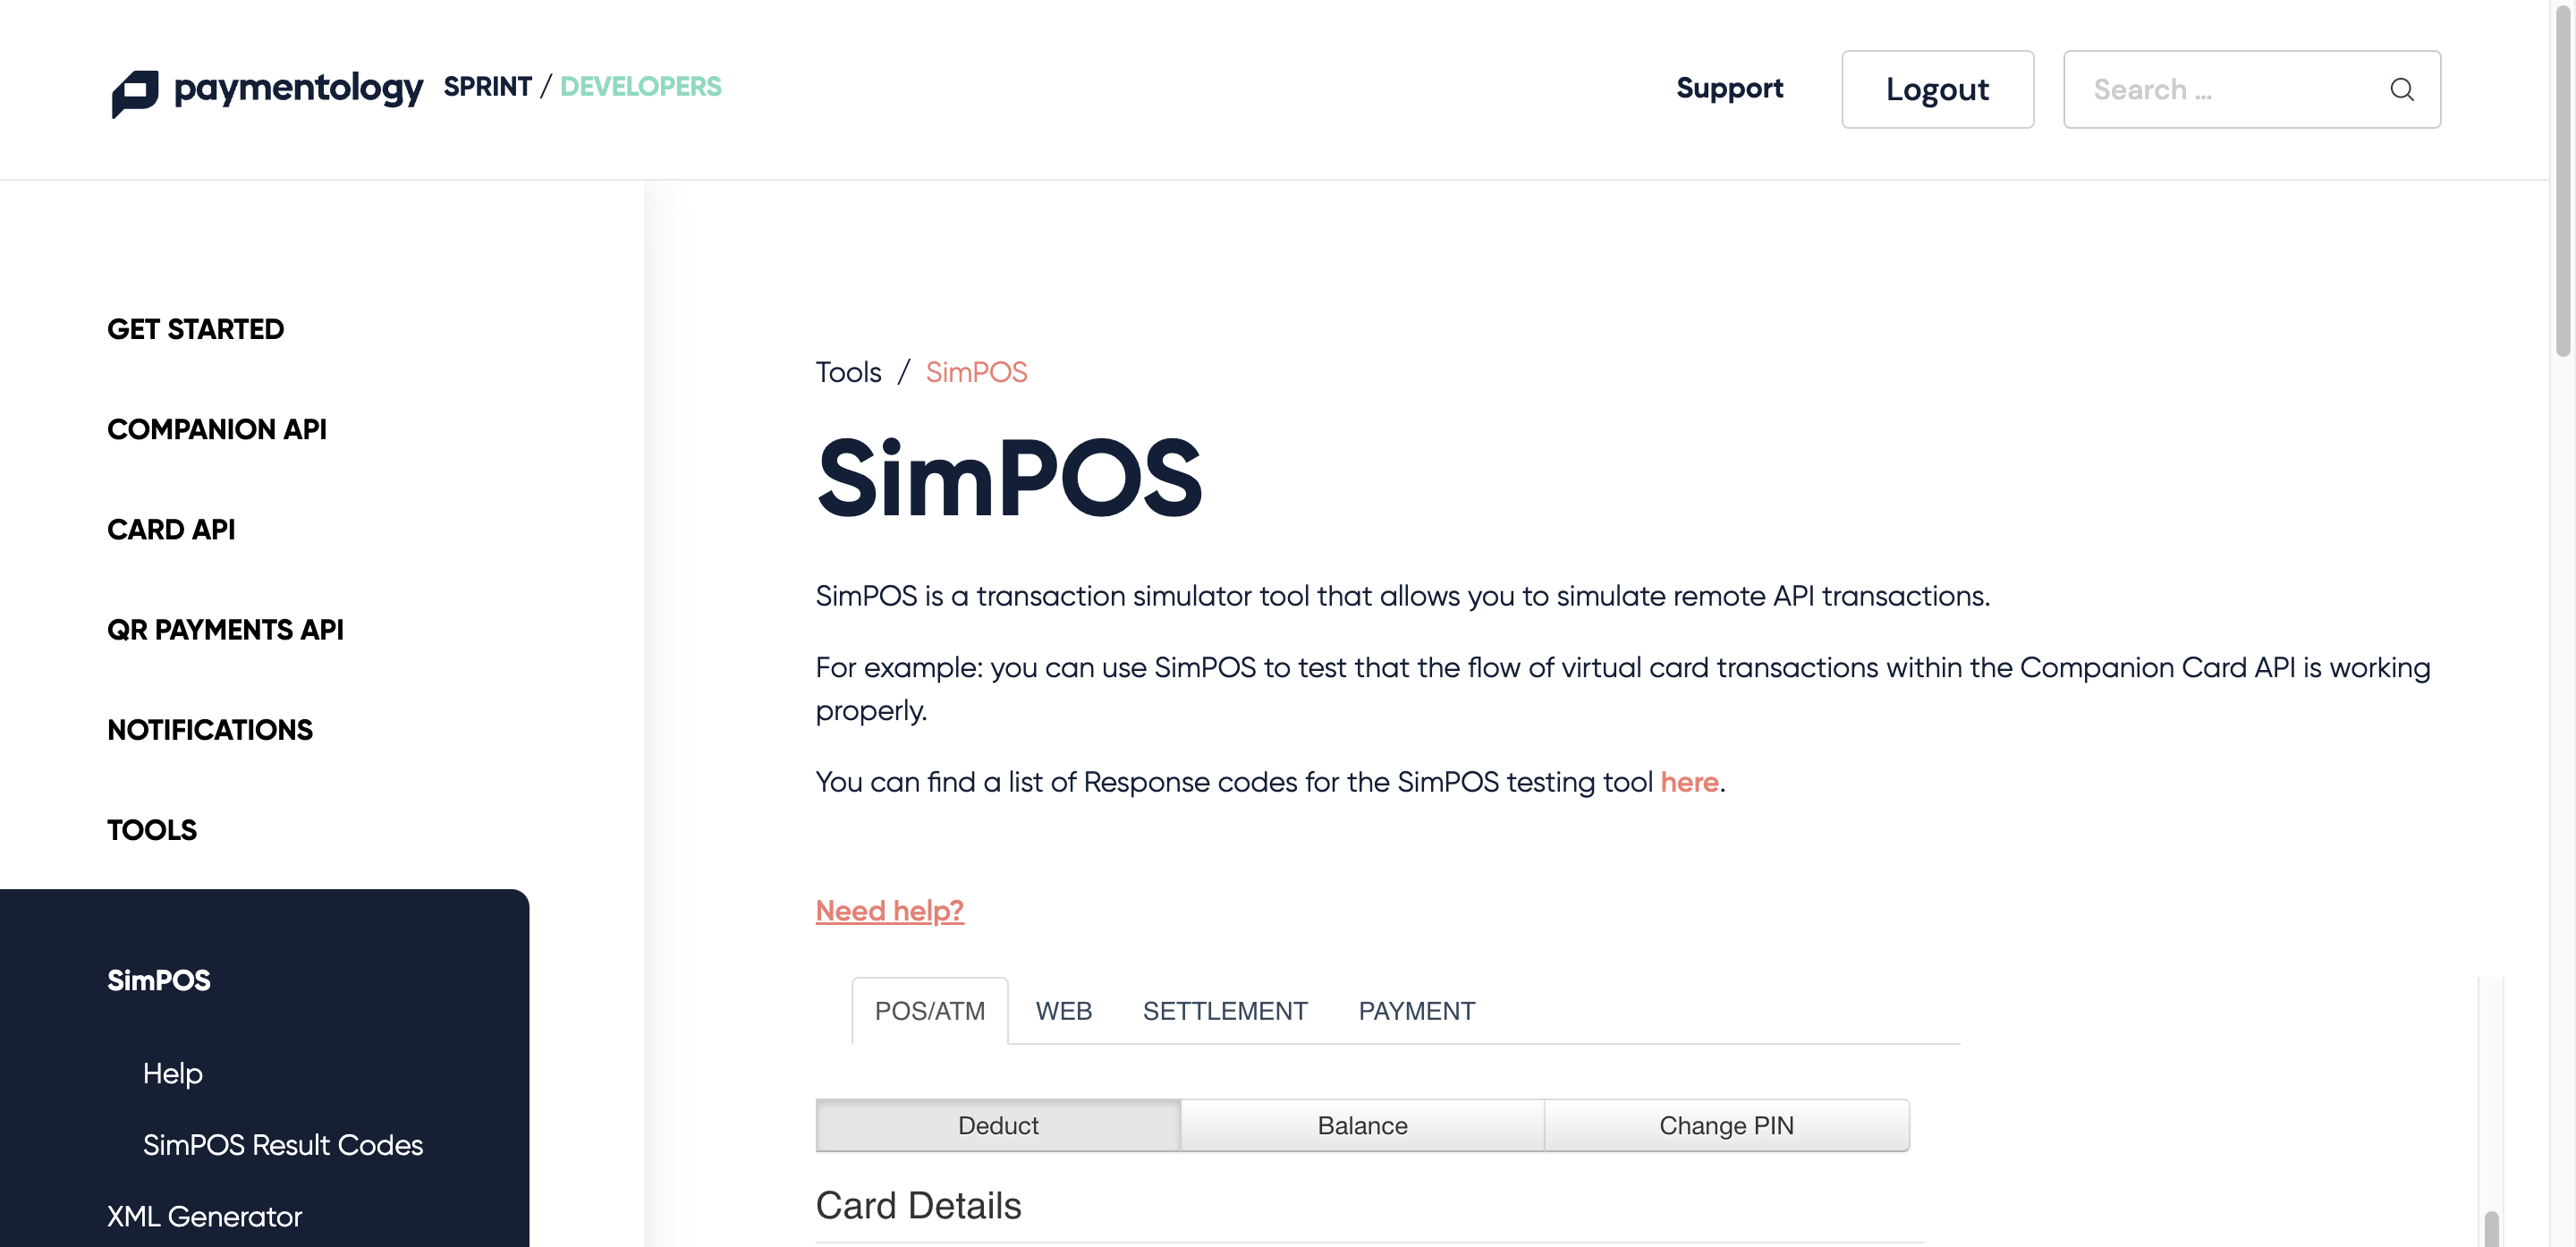 paymentology SPRINT / DEVELOPERS
Support
Logout
Search ...
GET STARTED
COMPANION API
CARD API
QR PAYMENTS API
NOTIFICATIONS
TOOLS
SimPOS
Help
SimPOS Result Codes
XML Generator
Tools / SimPOS
SimPOS
SimPOS is a transaction simulator tool that allows you to simulate remote API transactions.
For example: you can use SimPOS to test that the flow of virtual card transactions within the Companion Card API is working
properly.
You can find a list of Response codes for the SimPOS testing tool here.
Need help?
POS/ATM WEB SETTLEMENT PAYMENT
Deduct Balance Change PIN
Card Details